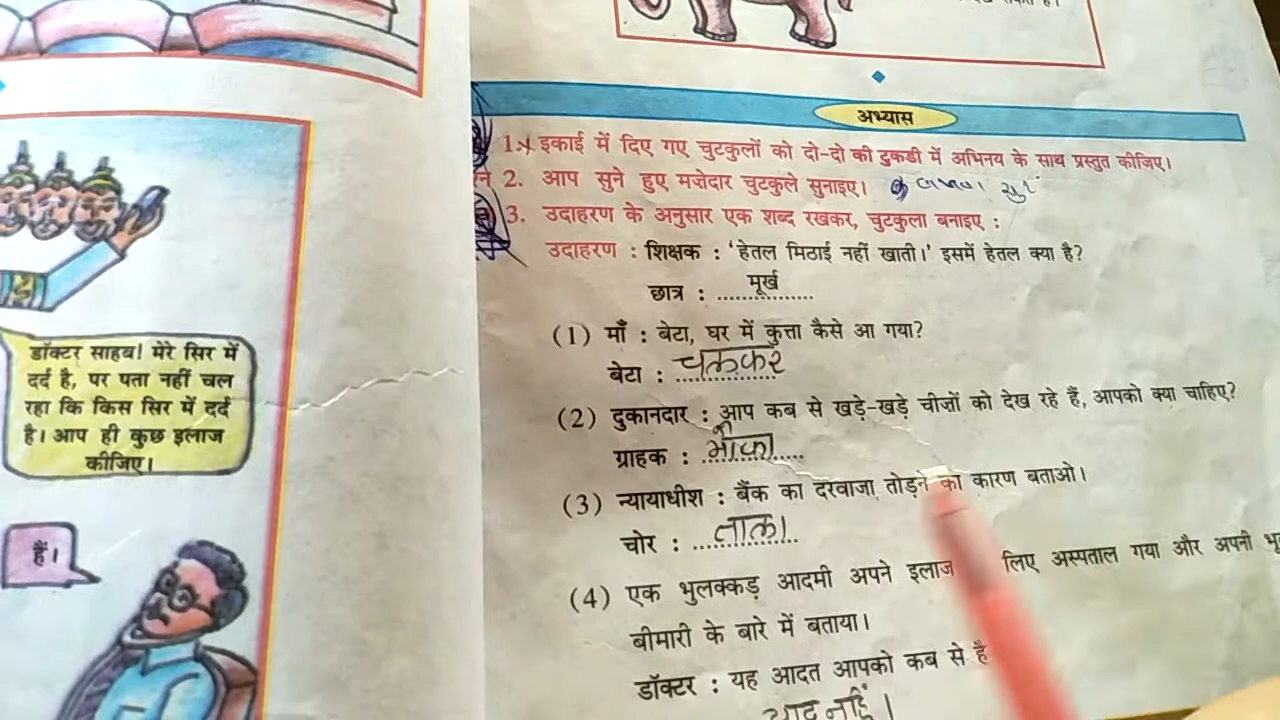 डॉक्टर साहब! मेरे सिर में
दर्द है, पर पता नहीं चल
रहा कि किस सिर में दर्द
है। आप ही कुछ इलाज
कीजिए।
हैं।
अभ्यास
1. इकाई में दिए गए चुटकुलों को दो-दो की टुकडी में अभिनय के साथ प्रस्तुत कीजिए।
2. आप सुने हुए मज़ेदार चुटकुले सुनाइए।
3. उदाहरण के अनुसार एक शब्द रखकर, चुटकुला बनाइए :
उदाहरण : शिक्षक : 'हेतल मिठाई नहीं खाती।' इसमें हेतल क्या है?
छात्र : मूर्ख
(1) माँ : बेटा, घर में कुत्ता कैसे आ गया?
बेटा : चलकर
(2) दुकानदार : आप कब से खड़े-खड़े चीज़ों को देख रहे हैं, आपको क्या चाहिए?
ग्राहक : मौका
(3) न्यायाधीश : बैंक का दरवाजा तोड़ने का कारण बताओ।
चोर : ताला
(4) एक भुलक्कड़ आदमी अपने इलाज लिए अस्पताल गया और अपनी
बीमारी के बारे में बताया।
डॉक्टर : यह आदत आपको कब से है
याद नहीं।